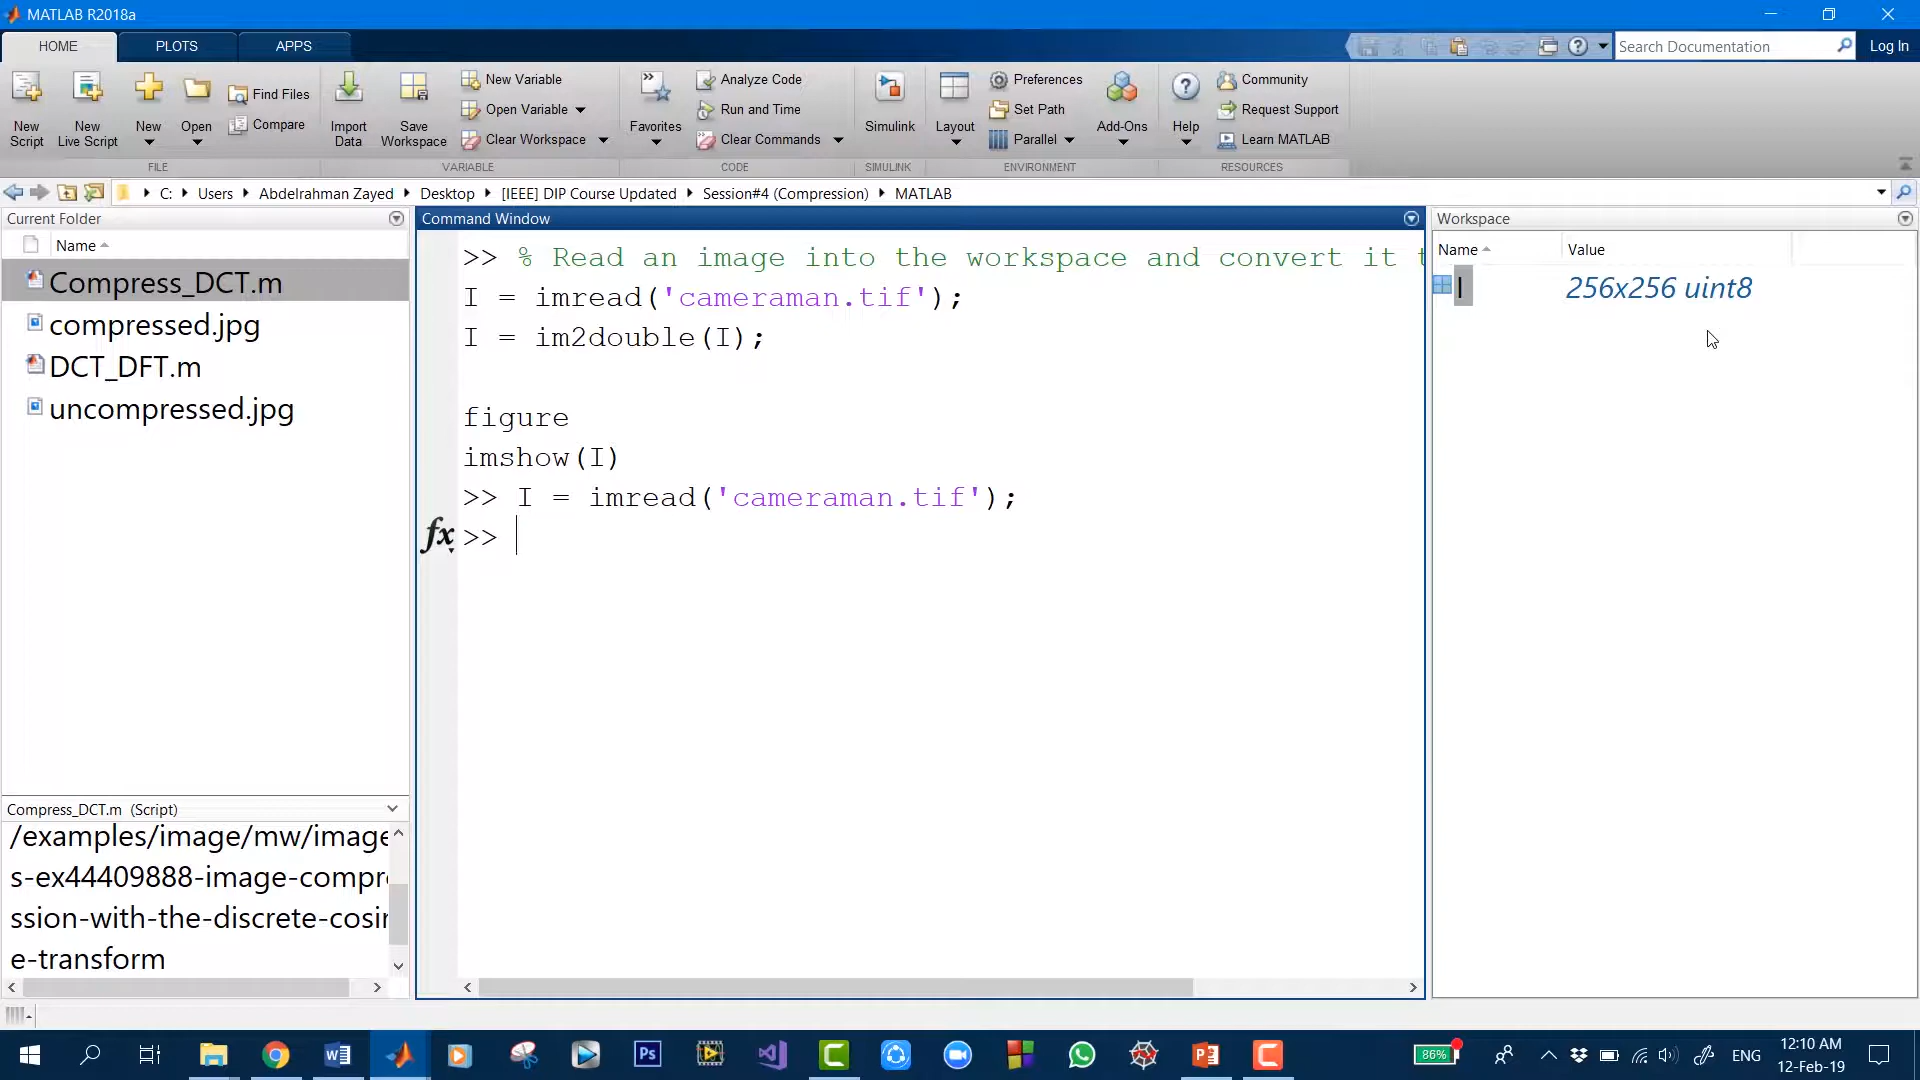 MATLAB R2018a
HOME PLOTS APPS
Search Documentation Log In
New Script
New Live Script
New
Open
Find Files
Compare
Import Data
Save Workspace
New Variable
Open Variable
Clear Workspace
Favorites
Analyze Code
Run and Time
Clear Commands
Simulink
Layout
Preferences
Set Path
Parallel
Add-Ons
Help
Community
Request Support
Learn MATLAB
FILE VARIABLE CODE SIMULINK ENVIRONMENT RESOURCES
C: Users Abdelrahman Zayed Desktop [IEEE] DIP Course Updated Session#4 (Compression) MATLAB
Current Folder
Name
Compress_DCT.m
compressed.jpg
DCT_DFT.m
uncompressed.jpg
Compress_DCT.m (Script)
/examples/image/mw/image
s-ex44409888-image-compr
ssion-with-the-discrete-cosin
e-transform
Command Window
>> % Read an image into the workspace and convert it t
I = imread('cameraman.tif');
I = im2double(I);
figure
imshow(I)
>> I = imread('cameraman.tif');
fx >>
Workspace
Name Value
I 256x256 uint8
86%
ENG
12:10 AM
12-Feb-19